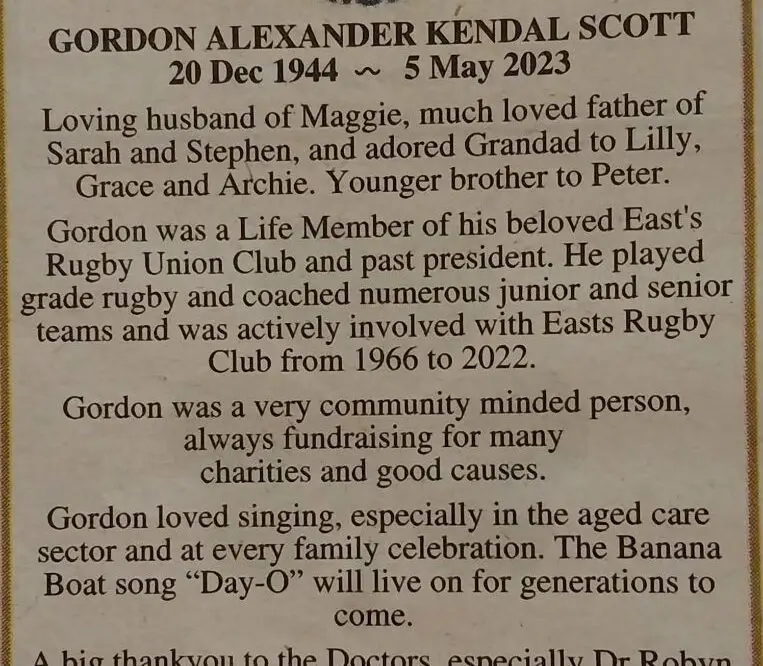 GORDON ALEXANDER KENDAL SCOTT
20 Dec 1944 ~ 5 May 2023
Loving husband of Maggie, much loved father of
Sarah and Stephen, and adored Grandad to Lilly,
Grace and Archie. Younger brother to Peter.
Gordon was a Life Member of his beloved East's
Rugby Union Club and past president. He played
grade rugby and coached numerous junior and senior
teams and was actively involved with Easts Rugby
Club from 1966 to 2022.
Gordon was a very community minded person,
always fundraising for many
charities and good causes.
Gordon loved singing, especially in the aged care
sector and at every family celebration. The Banana
Boat song “Day-O” will live on for generations to
come.
A big thankyou to the Doctors, especially Dr Robyn